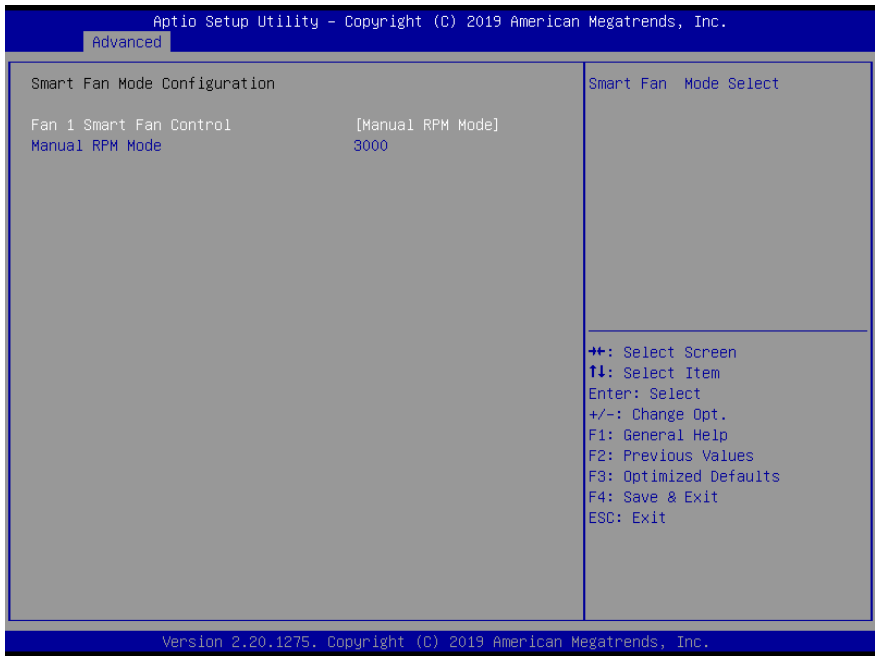 Aptio Setup Utility – Copyright (C) 2019 American Megatrends, Inc.
Advanced
Smart Fan Mode Configuration
Fan 1 Smart Fan Control [Manual RPM Mode]
Manual RPM Mode 3000
Smart Fan  Mode Select
→←: Select Screen
↑↓: Select Item
Enter: Select
+/-: Change Opt.
F1: General Help
F2: Previous Values
F3: Optimized Defaults
F4: Save & Exit
ESC: Exit
Version 2.20.1275. Copyright (C) 2019 American Megatrends, Inc.